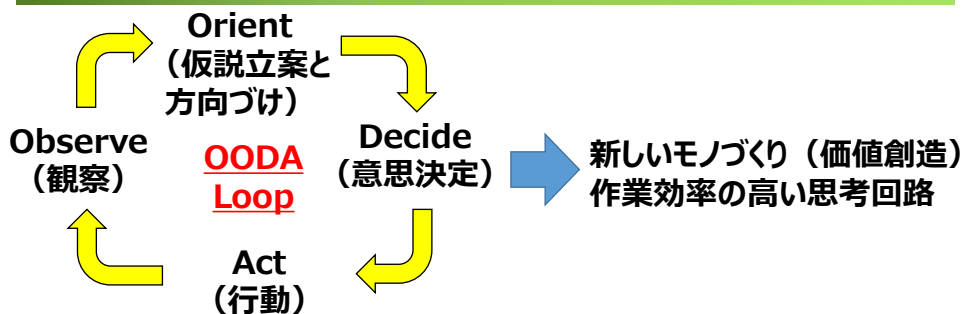 Orient
（仮説立案と
方向づけ）
Observe
（観察）
OODA
Loop
Decide
（意思決定）
新しいモノづくり（価値創造）
作業効率の高い思考回路
Act
（行動）